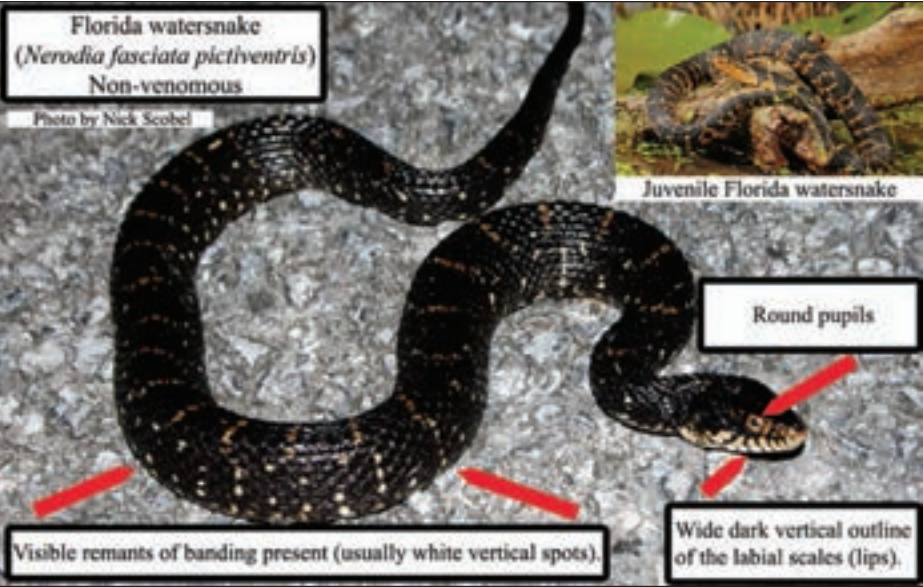 Florida watersnake
(Nerodia fasciata pictiventris)
Non-venomous
Photo by Nick Scobel
Juvenile Florida watersnake
Round pupils
Visible remants of banding present (usually white vertical spots).
Wide dark vertical outline
of the labial scales (lips).